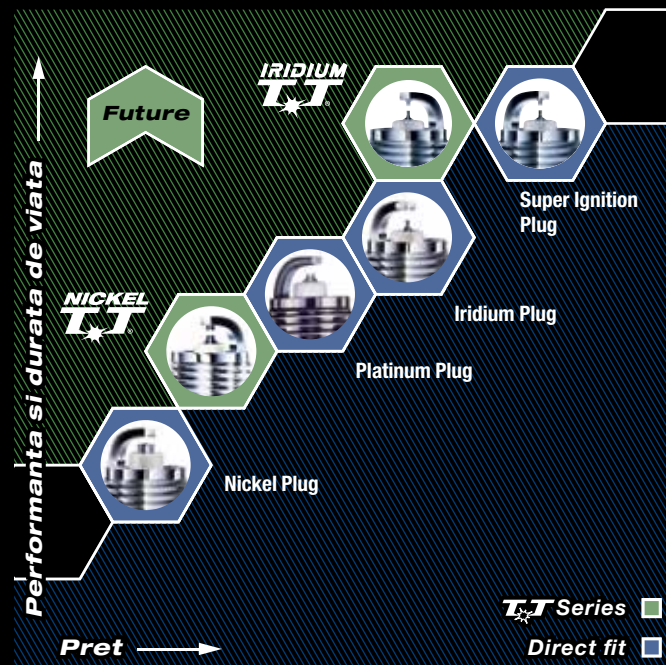 IRIDIUM
TT®
Future
Super Ignition
Plug
Performanta si durata de viata
NICKEL
TT®
Iridium Plug
Platinum Plug
Nickel Plug
TT Series
Pret
Direct fit